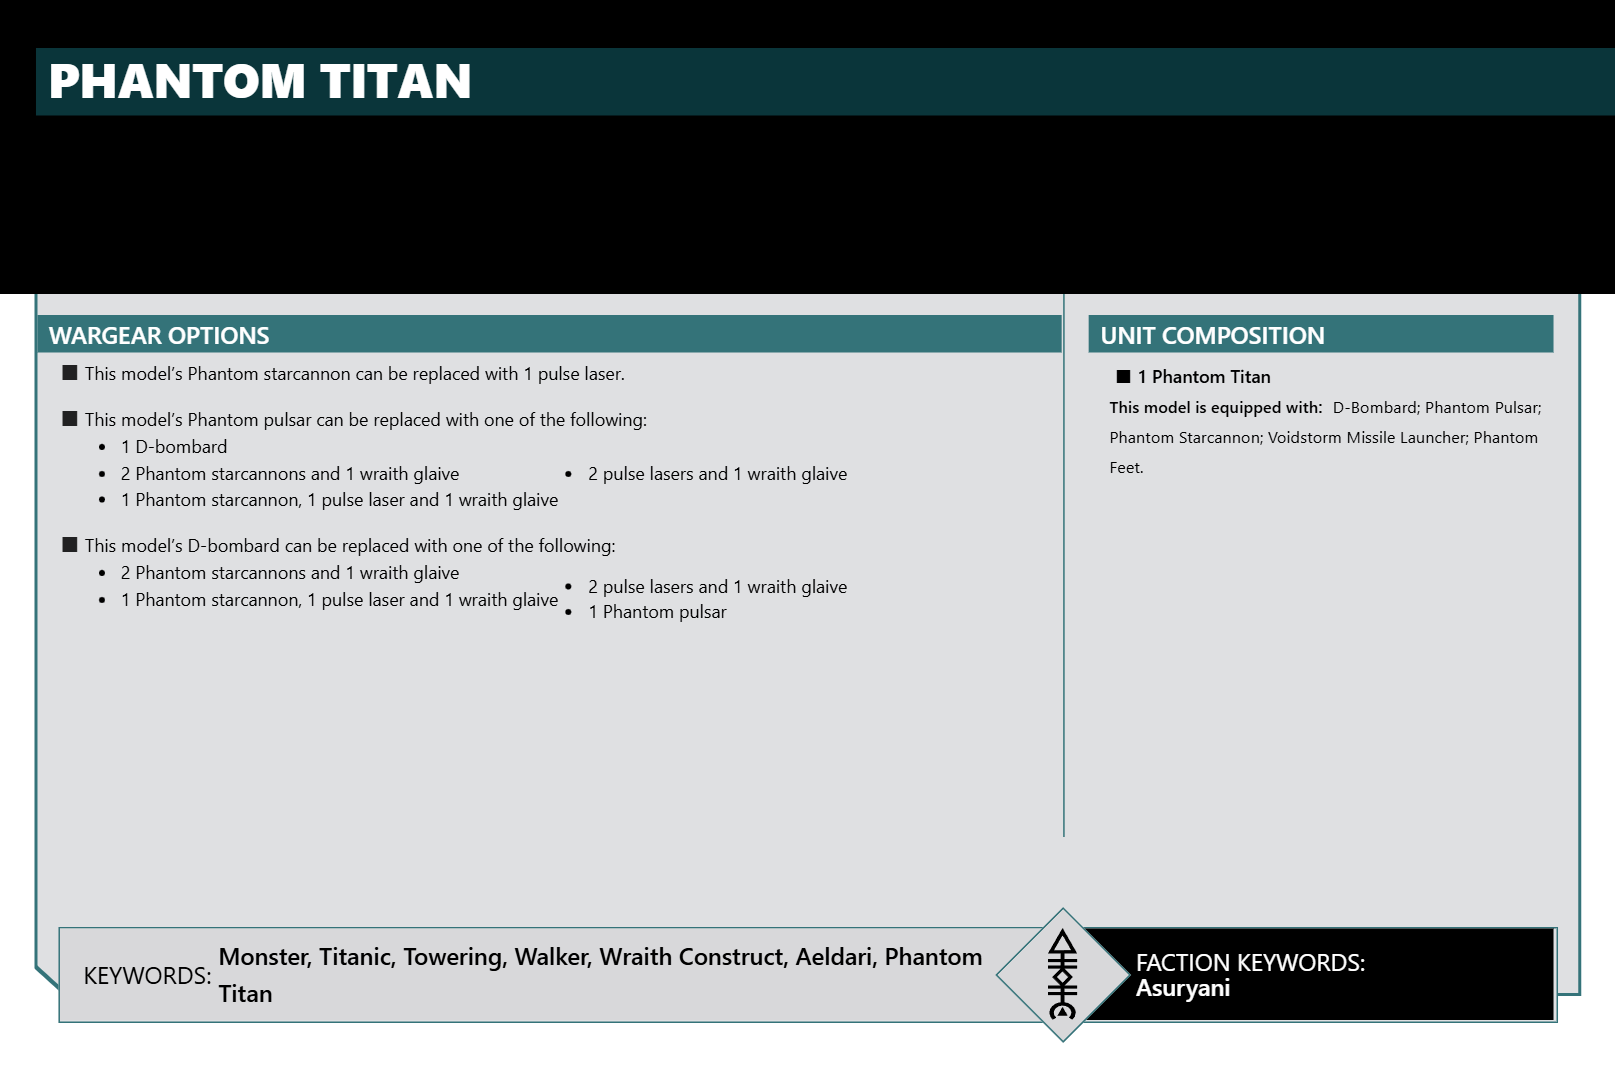 PHANTOM TITAN
WARGEAR OPTIONS
■ This model’s Phantom starcannon can be replaced with 1 pulse laser.
■ This model’s Phantom pulsar can be replaced with one of the following:
• 1 D-bombard
• 2 Phantom starcannons and 1 wraith glaive
• 1 Phantom starcannon, 1 pulse laser and 1 wraith glaive
• 2 pulse lasers and 1 wraith glaive
■ This model’s D-bombard can be replaced with one of the following:
• 2 Phantom starcannons and 1 wraith glaive
• 1 Phantom starcannon, 1 pulse laser and 1 wraith glaive
• 2 pulse lasers and 1 wraith glaive
• 1 Phantom pulsar
UNIT COMPOSITION
■ 1 Phantom Titan
This model is equipped with: D-Bombard; Phantom Pulsar;
Phantom Starcannon; Voidstorm Missile Launcher; Phantom
Feet.
KEYWORDS: Monster, Titanic, Towering, Walker, Wraith Construct, Aeldari, Phantom
Titan
FACTION KEYWORDS:
Asuryani